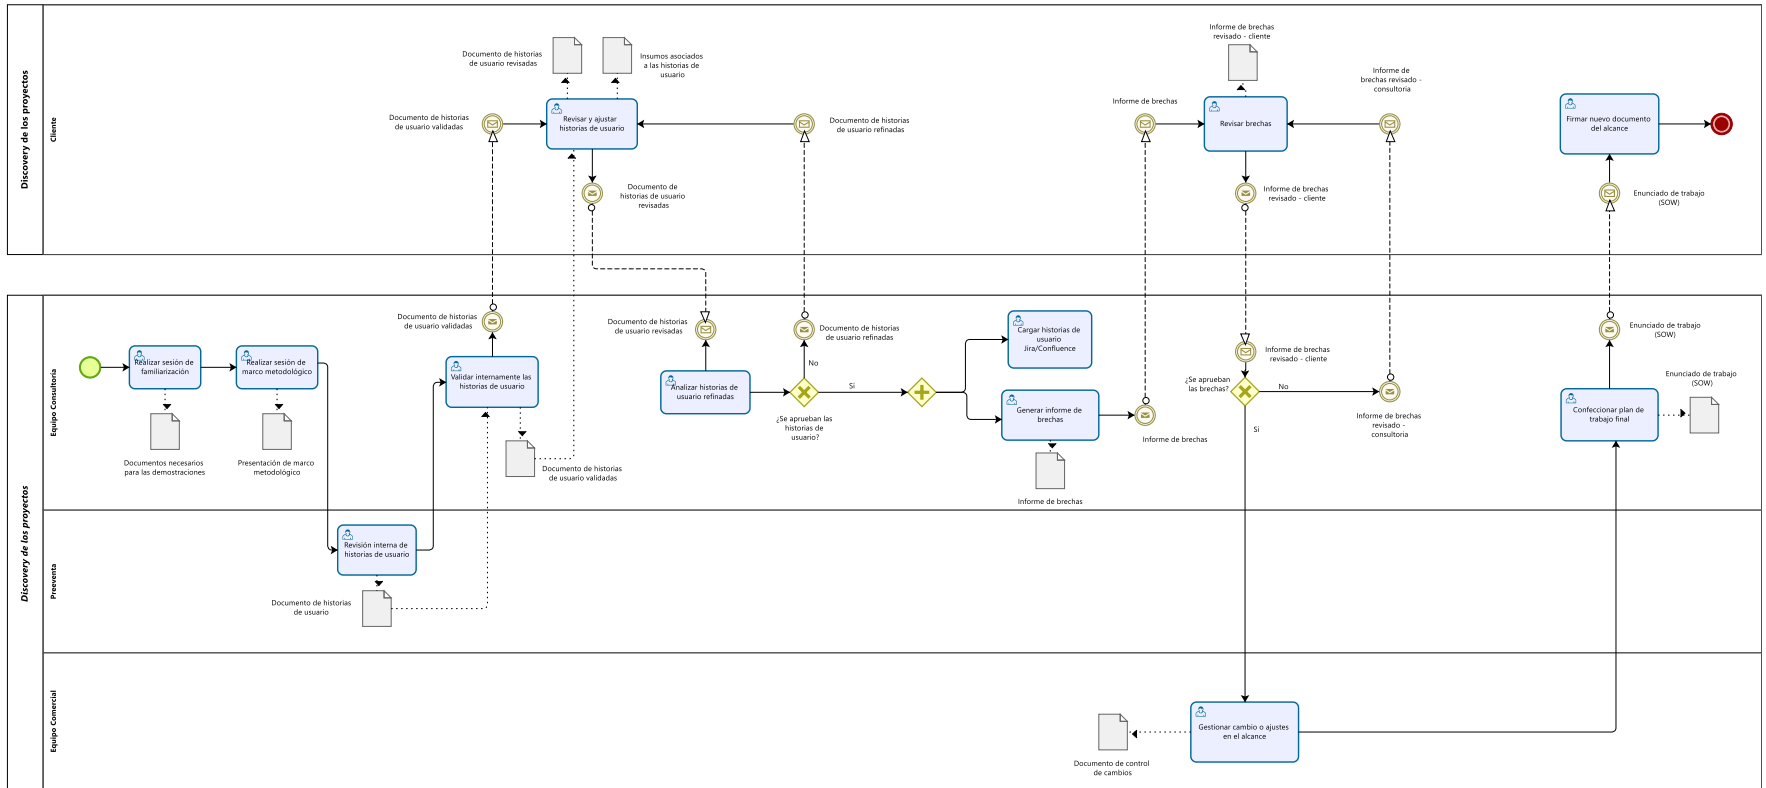 Discovery de los proyectos
Cliente
Documento de historias
de usuario revisadas
Insumos asociados
a las historias de
usuario
Informe de brechas
revisado - cliente
Informe de
brechas revisado -
consultoria
Documento de historias
de usuario validadas
Revisar y ajustar
historias de usuario
Documento de historias
de usuario refinadas
Informe de brechas
Revisar brechas
Firmar nuevo documento
del alcance
Documento de
historias de usuario
revisadas
Informe de brechas
revisado - cliente
Enunciado de trabajo
(SOW)
Discovery de los proyectos
Equipo Consultoria
Realizar sesión de
familiarización
Realizar sesión de
marco metodológico
Documentos necesarios
para las demostraciones
Presentación de marco
metodológico
Documento de historias
de usuario validadas
Validar internamente las
historias de usuario
Documento de historias
de usuario validadas
Documento de historias
de usuario revisadas
Analizar historias de
usuario refinadas
Documento de historias
de usuario refinadas
No
Si
¿Se aprueban las
historias de
usuario?
Cargar historias de
usuario
Jira/Confluence
Generar informe de
brechas
Informe de brechas
Informe de brechas
Informe de brechas
revisado - cliente
¿Se aprueban
las brechas?
No
Si
Informe de brechas
revisado -
consultoria
Enunciado de trabajo
(SOW)
Enunciado de trabajo
(SOW)
Confeccionar plan de
trabajo final
Preeventa
Revisión interna de
historias de usuario
Documento de historias
de usuario
Equipo Comercial
Gestionar cambio o ajustes
en el alcance
Documento de control
de cambios